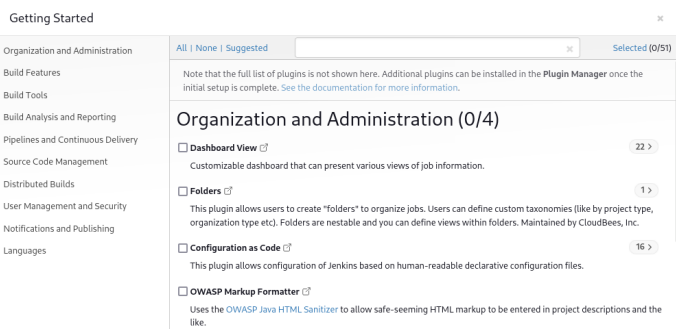 Getting Started
Organization and Administration
Build Features
Build Tools
Build Analysis and Reporting
Pipelines and Continuous Delivery
Source Code Management
Distributed Builds
User Management and Security
Notifications and Publishing
Languages
All | None | Suggested
Selected (0/51)
Note that the full list of plugins is not shown here. Additional plugins can be installed in the Plugin Manager once the
initial setup is complete. See the documentation for more information.
Organization and Administration (0/4)
Dashboard View
22 >
Customizable dashboard that can present various views of job information.
Folders
1 >
This plugin allows users to create "folders" to organize jobs. Users can define custom taxonomies (like by project type,
organization type etc). Folders are nestable and you can define views within folders. Maintained by CloudBees, Inc.
Configuration as Code
16 >
This plugin allows configuration of Jenkins based on human-readable declarative configuration files.
OWASP Markup Formatter
Uses the OWASP Java HTML Sanitizer to allow safe-seeming HTML markup to be entered in project descriptions and the
like.